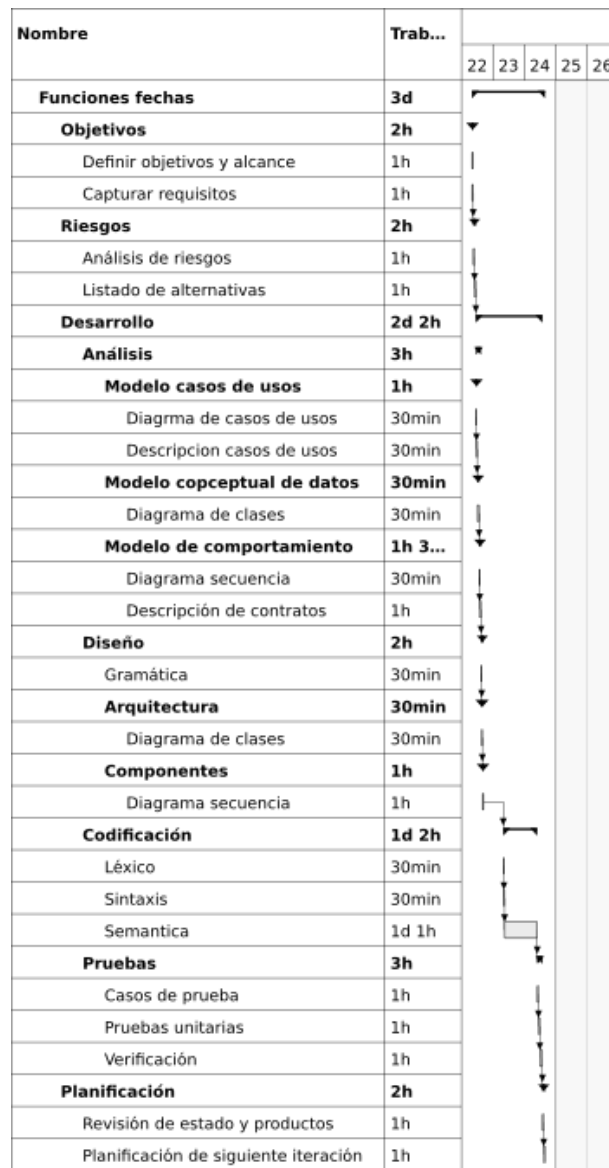 Nombre Trab...
22 23 24 25 26
Funciones fechas 3d
Objetivos 2h
Definir objetivos y alcance 1h
Capturar requisitos 1h
Riesgos 2h
Análisis de riesgos 1h
Listado de alternativas 1h
Desarrollo 2d 2h
Análisis 3h
Modelo casos de usos 1h
Diagrma de casos de usos 30min
Descripcion casos de usos 30min
Modelo copceptual de datos 30min
Diagrama de clases 30min
Modelo de comportamiento 1h 3...
Diagrama secuencia 30min
Descripción de contratos 1h
Diseño 2h
Gramática 30min
Arquitectura 30min
Diagrama de clases 30min
Componentes 1h
Diagrama secuencia 1h
Codificación 1d 2h
Léxico 30min
Sintaxis 30min
Semantica 1d 1h
Pruebas 3h
Casos de prueba 1h
Pruebas unitarias 1h
Verificación 1h
Planificación 2h
Revisión de estado y productos 1h
Planificación de siguiente iteración 1h